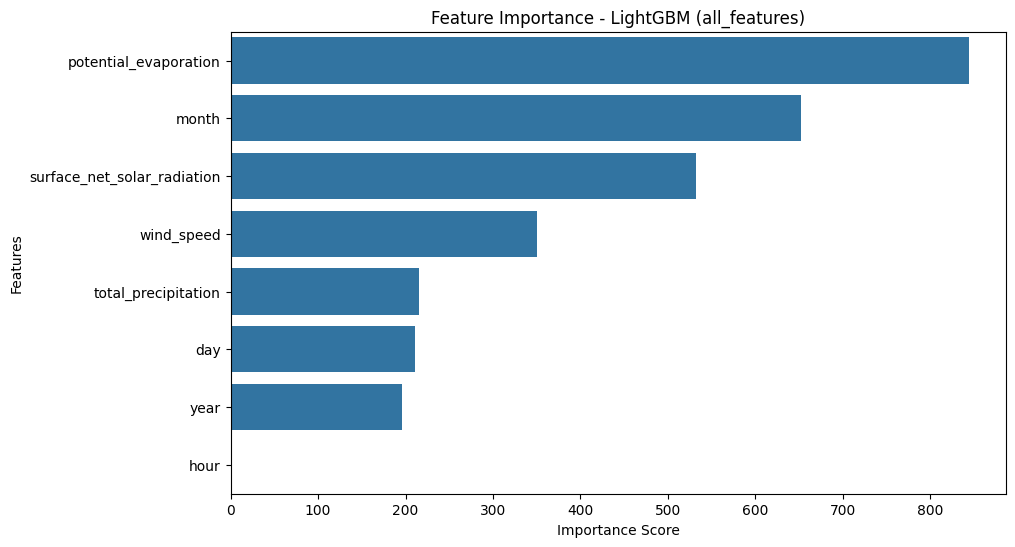 Feature Importance - LightGBM (all_features)
Features
potential_evaporation
month
surface_net_solar_radiation
wind_speed
total_precipitation
day
year
hour
0 100 200 300 400 500 600 700 800
Importance Score